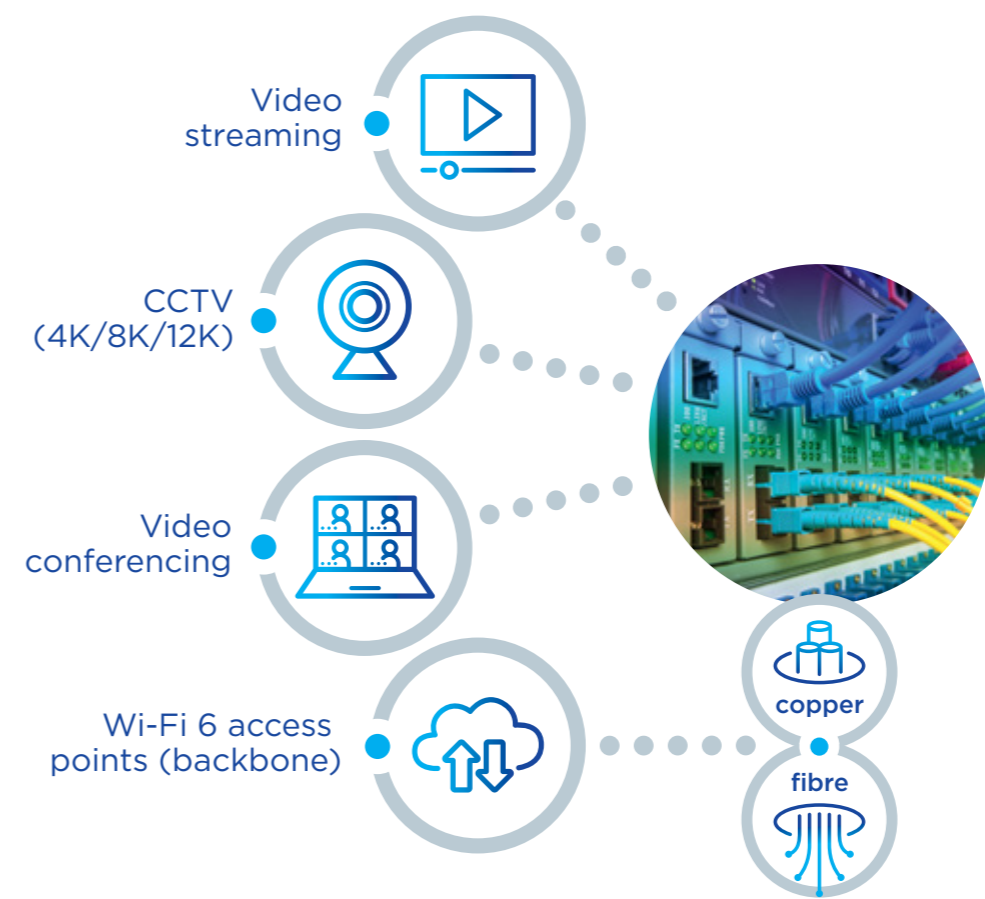 Video
streaming
CCTV
(4K/8K/12K)
Video
conferencing
Wi-Fi 6 access
points (backbone)
copper
fibre